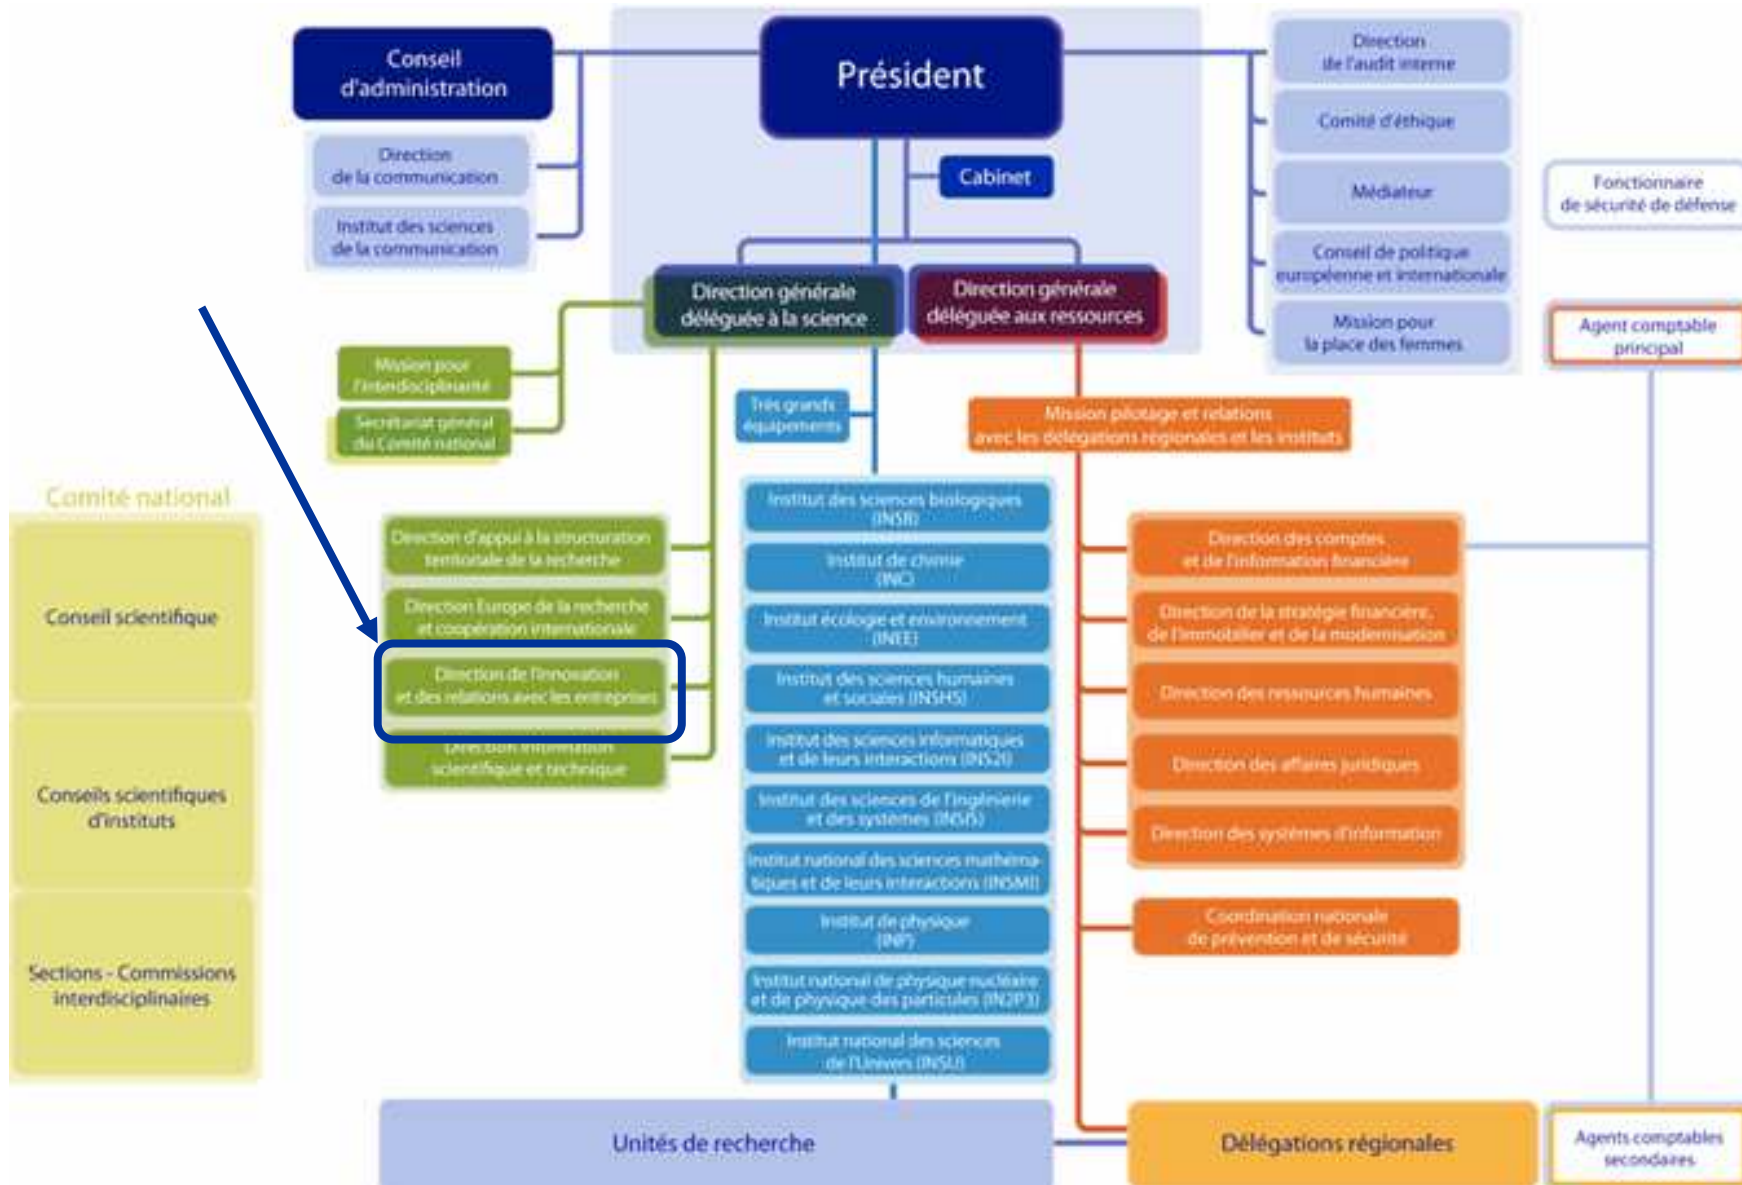 Conseil
d'administration
Président
Direction
de la communication
Institut des sciences
de la communication
Cabinet
Direction
de l'audit interne
Comité d'éthique
Médiateur
Conseil de politique
européenne et internationale
Mission pour
la place des femmes
Fonctionnaire
de sécurité de défense
Agent comptable
principal
Direction générale
déléguée à la science
Direction générale
déléguée aux ressources
Mission pour
l'interdisciplinarité
Secrétariat général
du Comité national
Très grands
équipements
Mission pilotage et relations
avec les délégations régionales et les instituts
Comité national
Conseil scientifique
Conseils scientifiques
d'instituts
Sections - Commissions
interdisciplinaires
Direction d'appui à la structuration
territoriale de la recherche
Direction Europe de la recherche
et coopération internationale
Direction de l'innovation
et des relations avec les entreprises
Direction information
scientifique et technique
Institut des sciences biologiques
(INSB)
Institut de chimie
(INC)
Institut écologie et environnement
(INEE)
Institut des sciences humaines
et sociales (INSHS)
Institut des sciences informatiques
et de leurs interactions (INS2I)
Institut des sciences de l'ingénierie
et des systèmes (INSIS)
Institut national des sciences mathéma-
tiques et de leurs interactions (INSMI)
Institut de physique
(INP)
Institut national de physique nucléaire
et de physique des particules (IN2P3)
Institut national des sciences
de l'Univers (INSU)
Direction des comptes
et de l'information financière
Direction de la stratégie financière,
de l'immobilier et de la modernisation
Direction des ressources humaines
Direction des affaires juridiques
Direction des systèmes d'information
Coordination nationale
de prévention et de sécurité
Unités de recherche
Délégations régionales
Agents comptables
secondaires